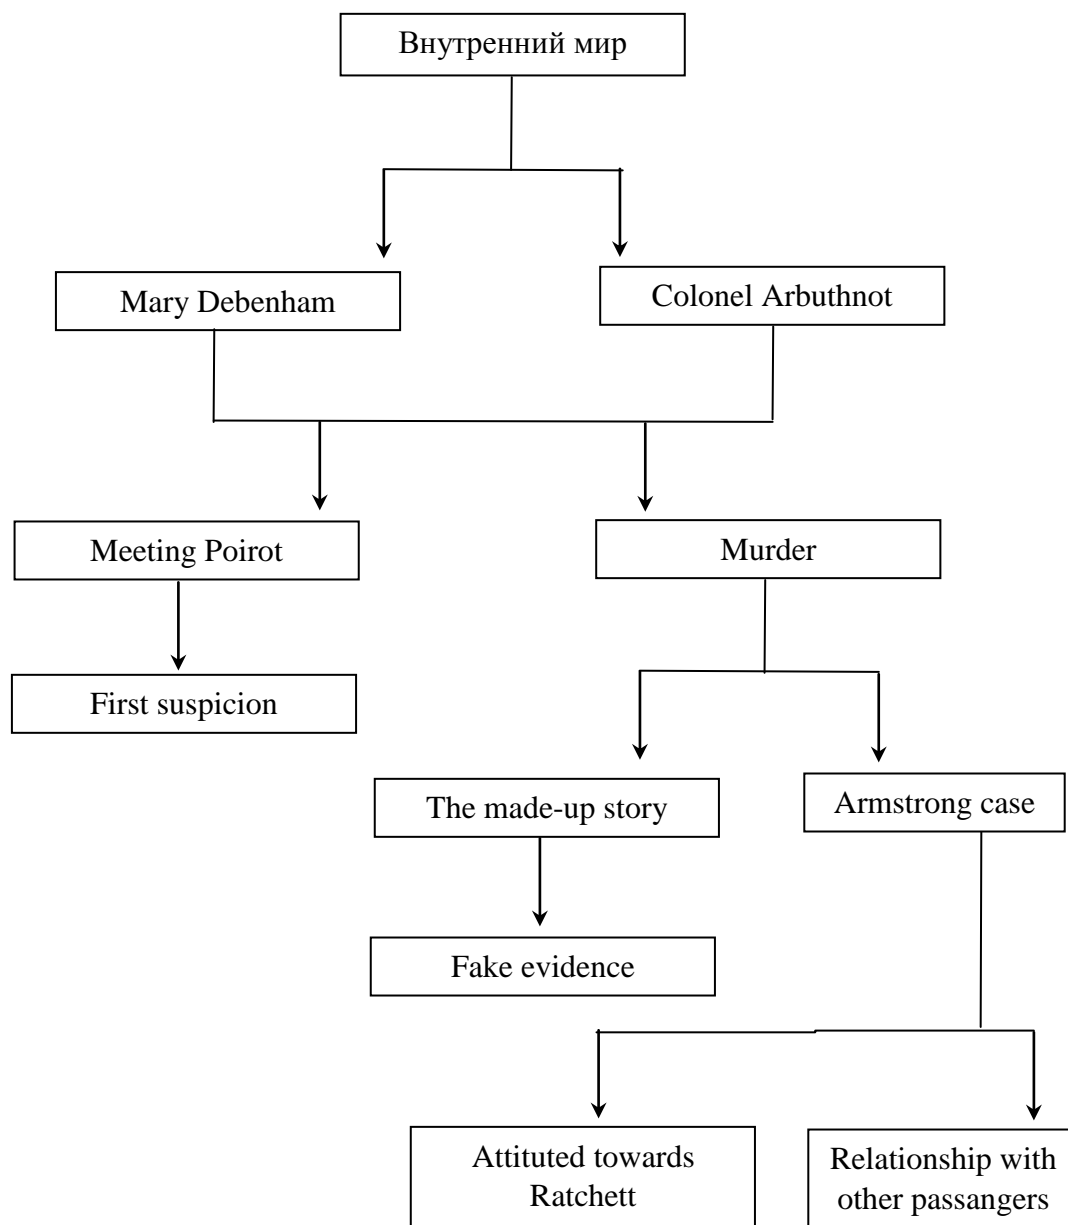 Внутренний мир
Mary Debenham
Colonel Arbuthnot
Meeting Poirot
Murder
First suspicion
The made-up story
Armstrong case
Fake evidence
Attituted towards
Ratchett
Relationship with
other passangers